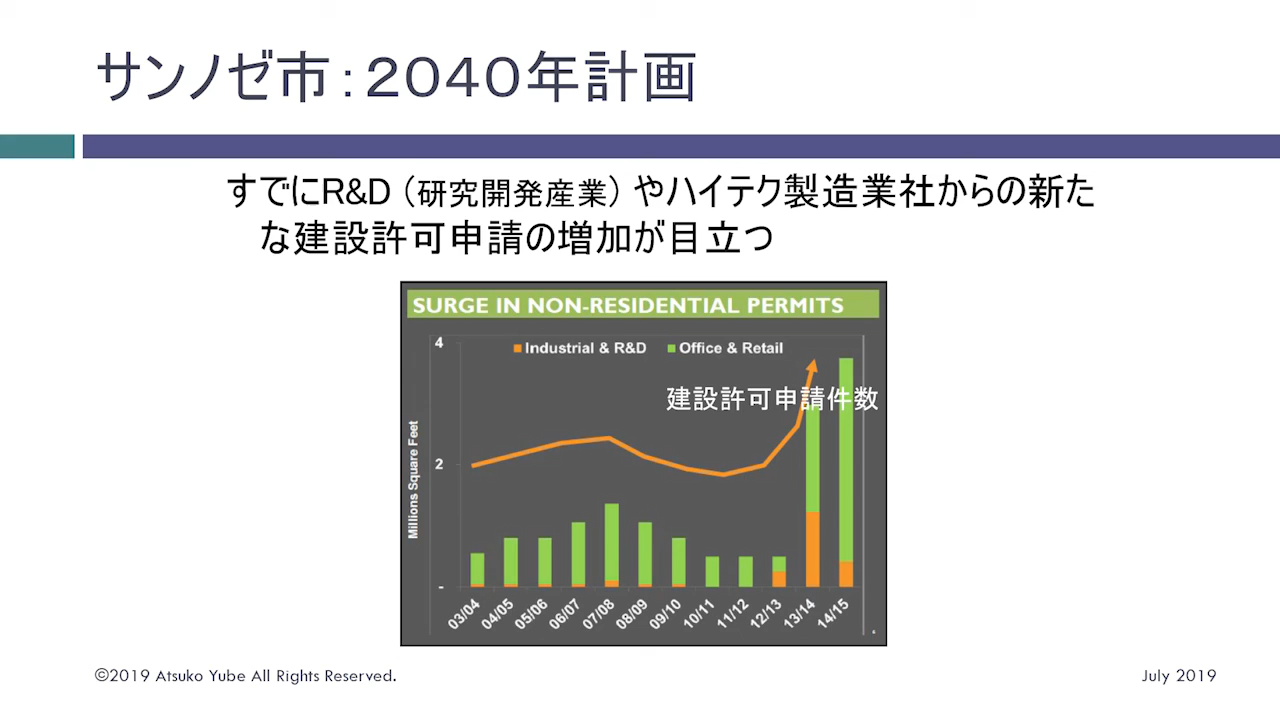 サンノゼ市：2040年計画
すでにR&D（研究開発産業）やハイテク製造業社からの新た
な建設許可申請の増加が目立つ
SURGE IN NON-RESIDENTIAL PERMITS
4
Industrial & R&D Office & Retail
建設許可申請件数
Millions Square Feet
2
-
03/04 04/05 05/06 06/07 07/08 08/09 09/10 10/11 11/12 12/13 13/14 14/15
©2019 Atsuko Yube All Rights Reserved.
July 2019